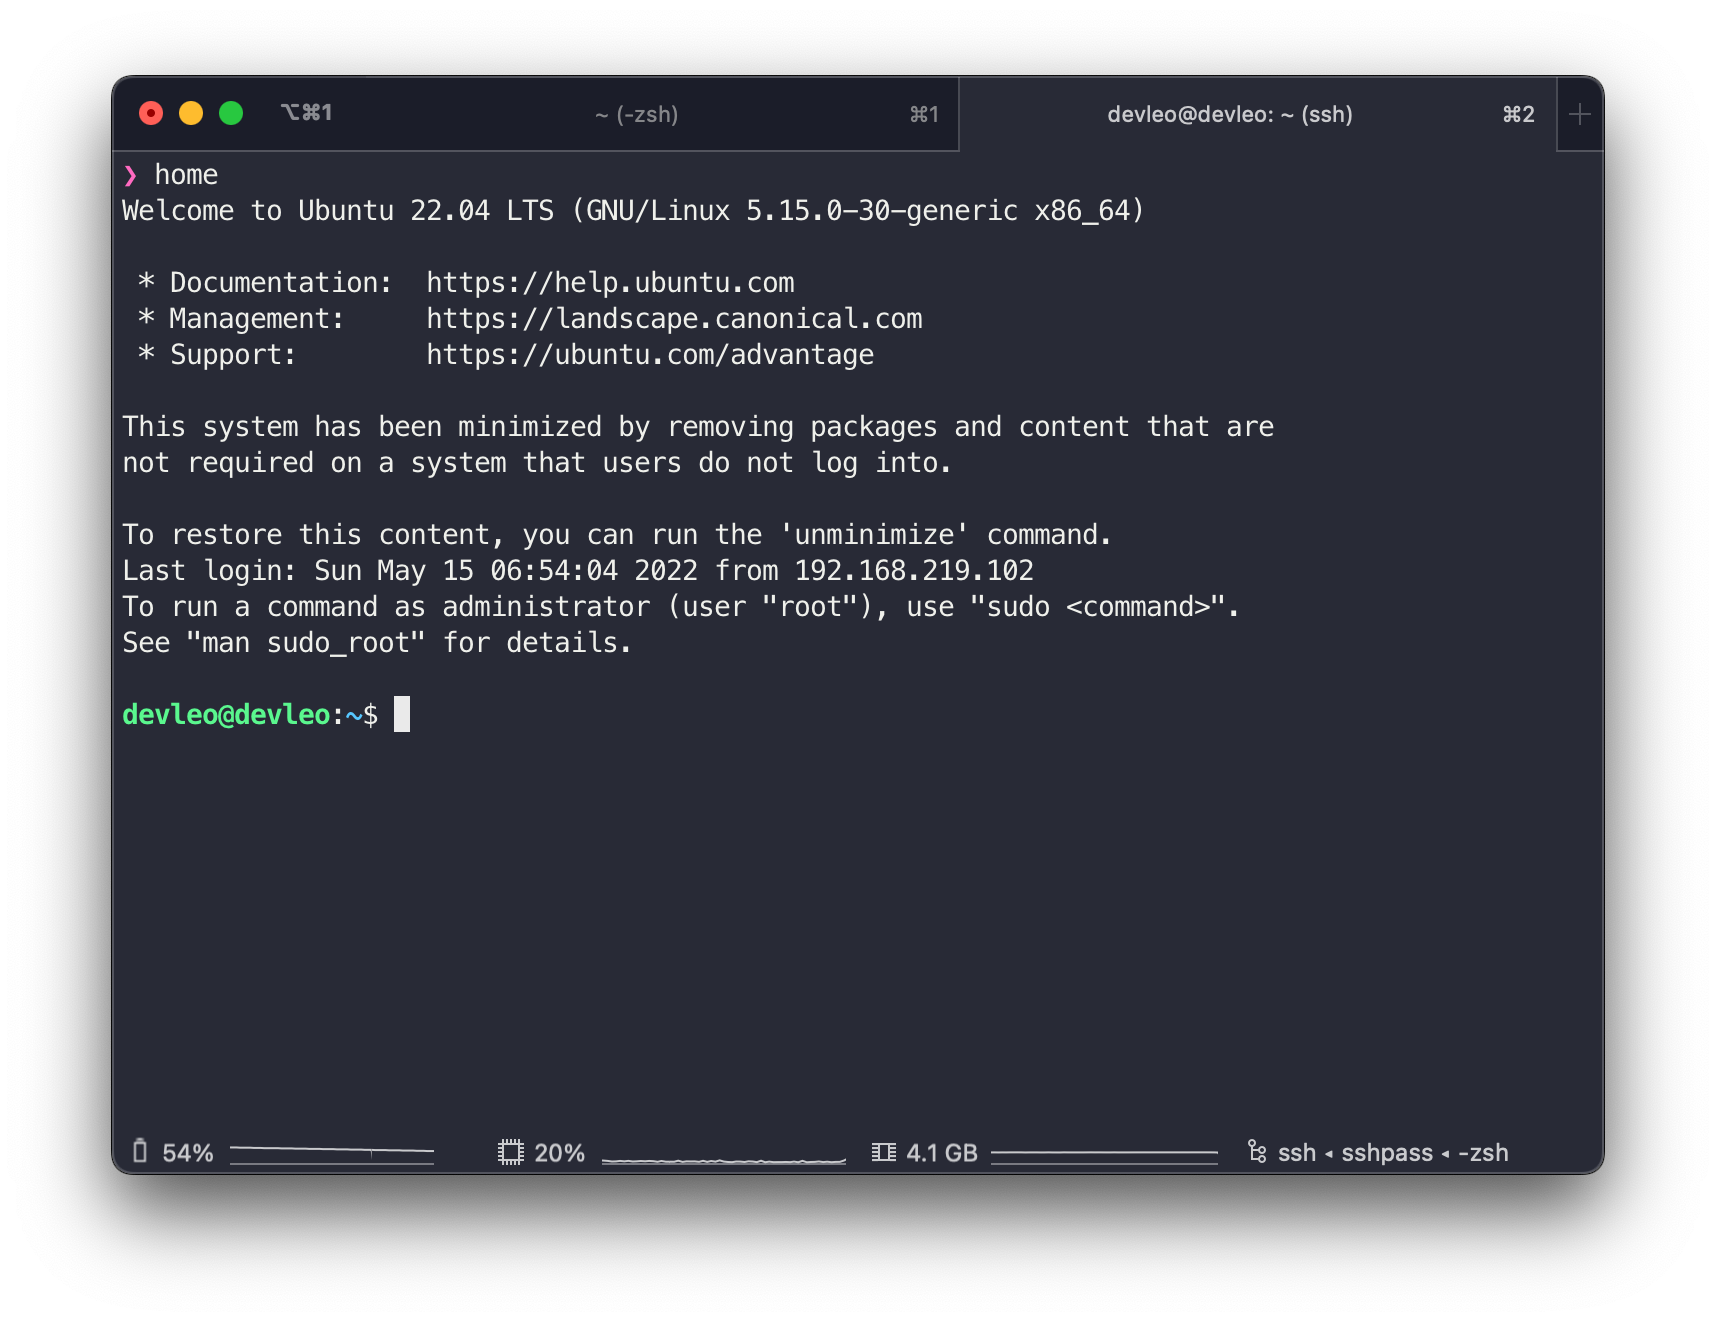 ⌥⌘1 ~ (-zsh) ⌘1 devleo@devleo: ~ (ssh) ⌘2 +
❯ home
Welcome to Ubuntu 22.04 LTS (GNU/Linux 5.15.0-30-generic x86_64)
 * Documentation:  https://help.ubuntu.com
 * Management:     https://landscape.canonical.com
 * Support:        https://ubuntu.com/advantage
This system has been minimized by removing packages and content that are
not required on a system that users do not log into.
To restore this content, you can run the 'unminimize' command.
Last login: Sun May 15 06:54:04 2022 from 192.168.219.102
To run a command as administrator (user "root"), use "sudo <command>".
See "man sudo_root" for details.
devleo@devleo:~$
54% 20% 4.1 GB ssh ◂ sshpass ◂ -zsh